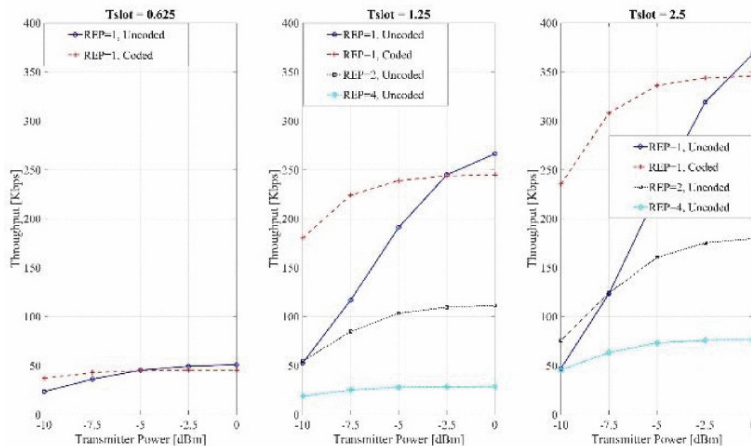 Tslot = 0.625
REP=1, Uncoded
REP=1, Coded
Throughput [Kbps]
400
350
300
250
200
150
100
50
0
-10
-7.5
-5
-2.5
0
Transmitter Power [dBm]
Tslot = 1.25
REP=1, Uncoded
REP=1, Coded
REP=2, Uncoded
REP=4, Uncoded
Throughput [Kbps]
400
350
300
250
200
150
100
50
0
-10
-7.5
-5
-2.5
0
Transmitter Power [dBm]
Tslot = 2.5
REP=1, Uncoded
REP=1, Coded
REP=2, Uncoded
REP=4, Uncoded
Throughput [Kbps]
400
350
300
250
200
150
100
50
0
-10
-7.5
-5
-2.5
Transmitter Power [dBm]